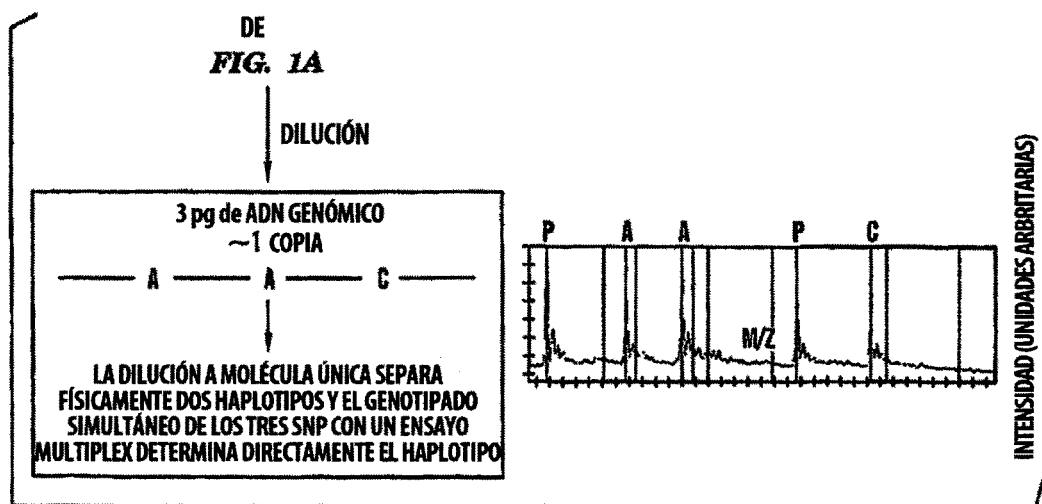 DE
FIG. 1A
DILUCIÓN
3 pg de ADN GENÓMICO
~1 COPIA
A A C
LA DILUCIÓN A MOLÉCULA ÚNICA SEPARA
FÍSICAMENTE DOS HAPLOTIPOS Y EL GENOTIPADO
SIMULTÁNEO DE LOS TRES SNP CON UN ENSAYO
MULTIPLEX DETERMINA DIRECTAMENTE EL HAPLOTIPO
P A A P C
M/Z
INTENSIDAD (UNIDADES ARBRITARIAS)